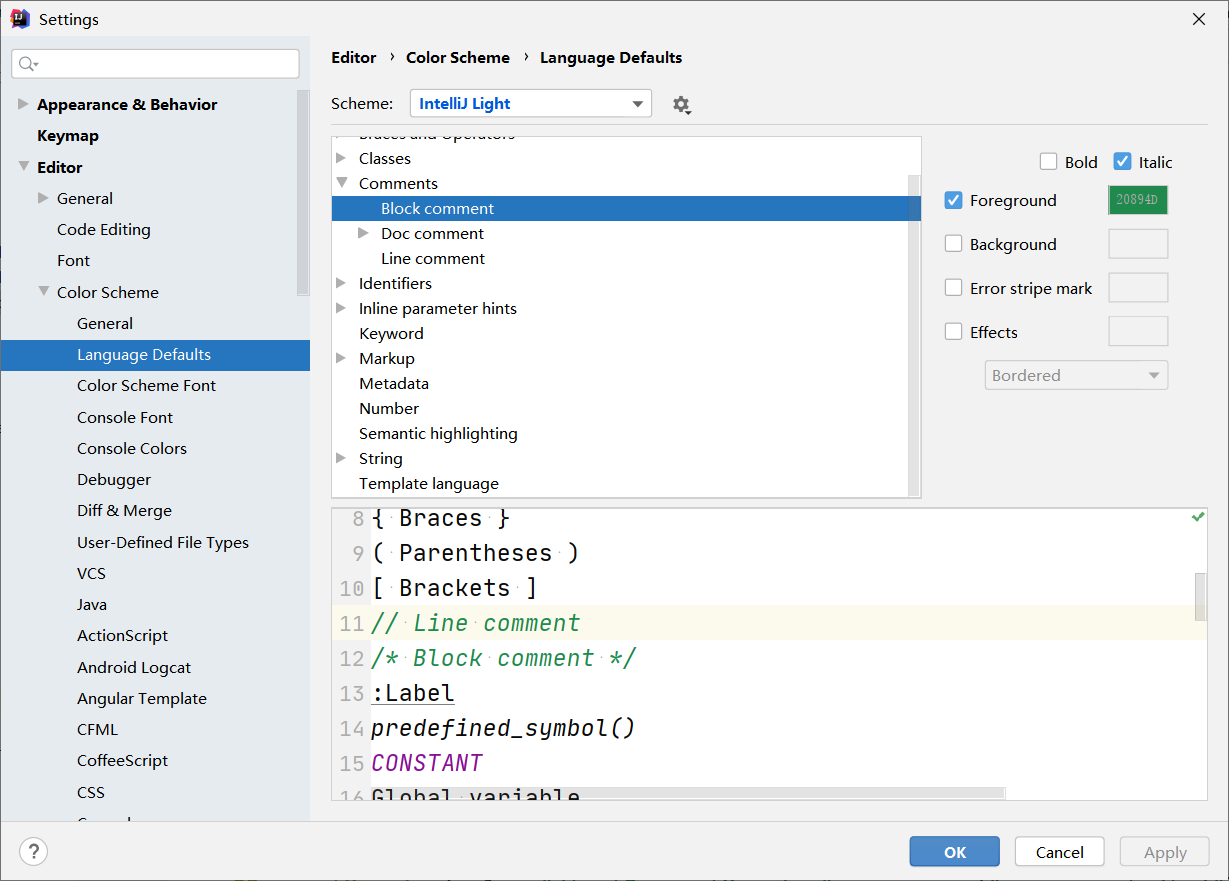 Settings
Editor › Color Scheme › Language Defaults
Scheme: IntelliJ Light
Appearance & Behavior
Keymap
Editor
General
Code Editing
Font
Color Scheme
General
Language Defaults
Color Scheme Font
Console Font
Console Colors
Debugger
Diff & Merge
User-Defined File Types
VCS
Java
ActionScript
Android Logcat
Angular Template
CFML
CoffeeScript
CSS
Braces and Operators
Classes
Comments
Block comment
Doc comment
Line comment
Identifiers
Inline parameter hints
Keyword
Markup
Metadata
Number
Semantic highlighting
String
Template language
Bold Italic
Foreground 20894D
Background
Error stripe mark
Effects
Bordered
8 { Braces }
9 ( Parentheses )
10 [ Brackets ]
11 // Line comment
12 /* Block comment */
13 :Label
14 predefined_symbol()
15 CONSTANT
16 Global variable
? OK Cancel Apply